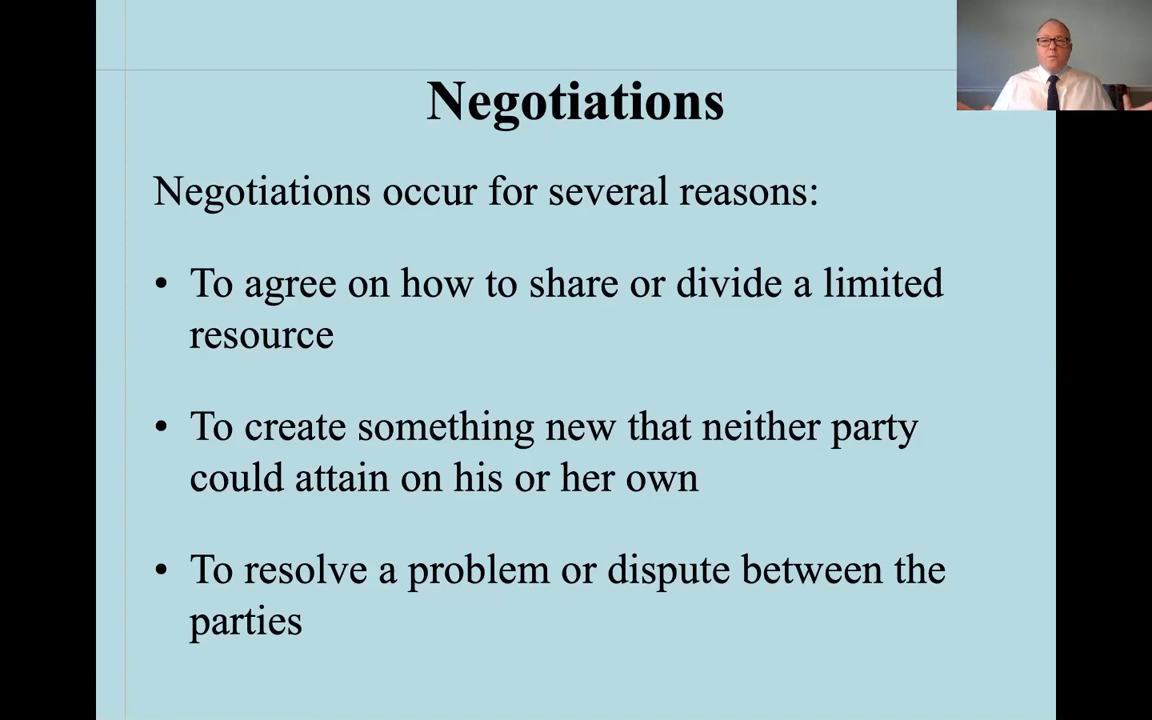 Negotiations
Negotiations occur for several reasons:
• To agree on how to share or divide a limited
resource
• To create something new that neither party
could attain on his or her own
• To resolve a problem or dispute between the
parties